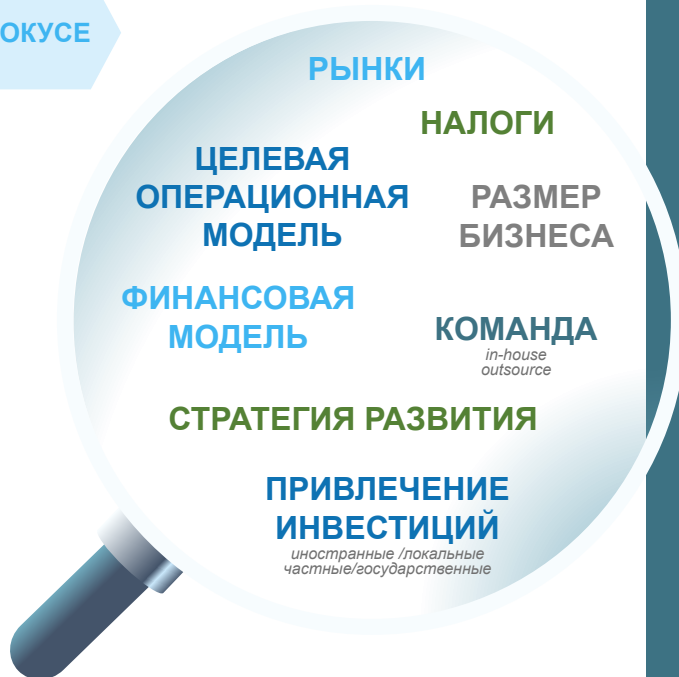 ОКУСЕ
РЫНКИ
НАЛОГИ
ЦЕЛЕВАЯ
ОПЕРАЦИОННАЯ
МОДЕЛЬ
РАЗМЕР
БИЗНЕСА
ФИНАНСОВАЯ
МОДЕЛЬ
КОМАНДА
in-house
outsource
СТРАТЕГИЯ РАЗВИТИЯ
ПРИВЛЕЧЕНИЕ
ИНВЕСТИЦИЙ
иностранные /локальные
частные/государственные